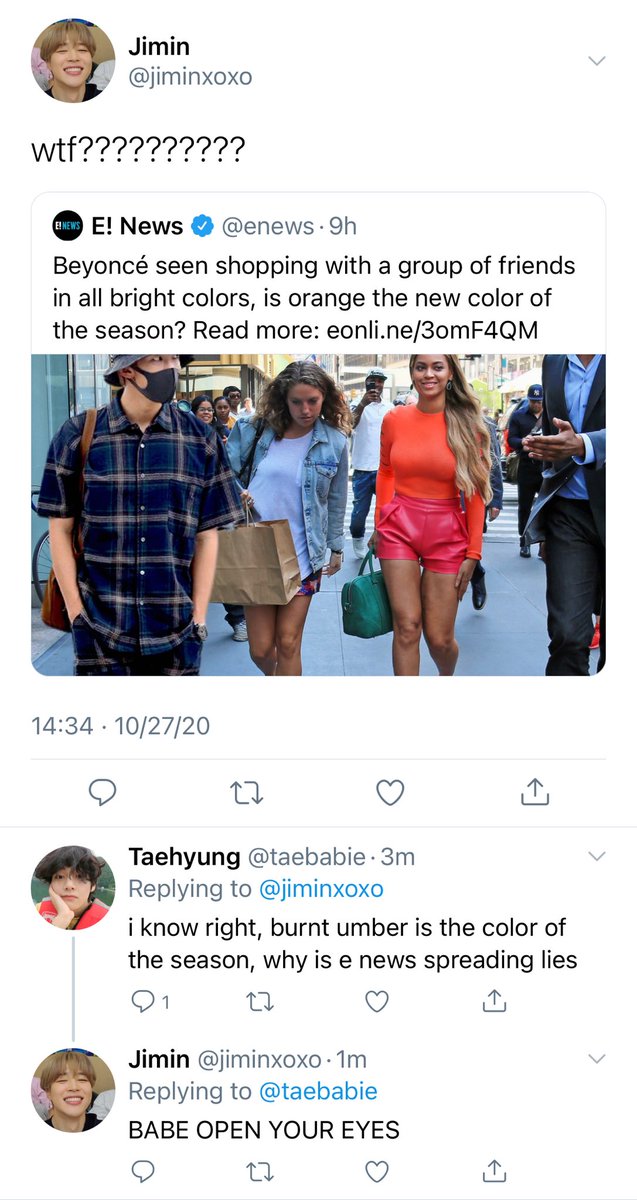 Jimin
@jiminxoxo
wtf??????????
E! NEWS
E! News @enews · 9h
Beyoncé seen shopping with a group of friends
in all bright colors, is orange the new color of
the season? Read more: eonli.ne/3omF4QM
14:34 · 10/27/20
Taehyung @taebabie · 3m
Replying to @jiminxoxo
i know right, burnt umber is the color of
the season, why is e news spreading lies
1
Jimin @jiminxoxo · 1m
Replying to @taebabie
BABE OPEN YOUR EYES